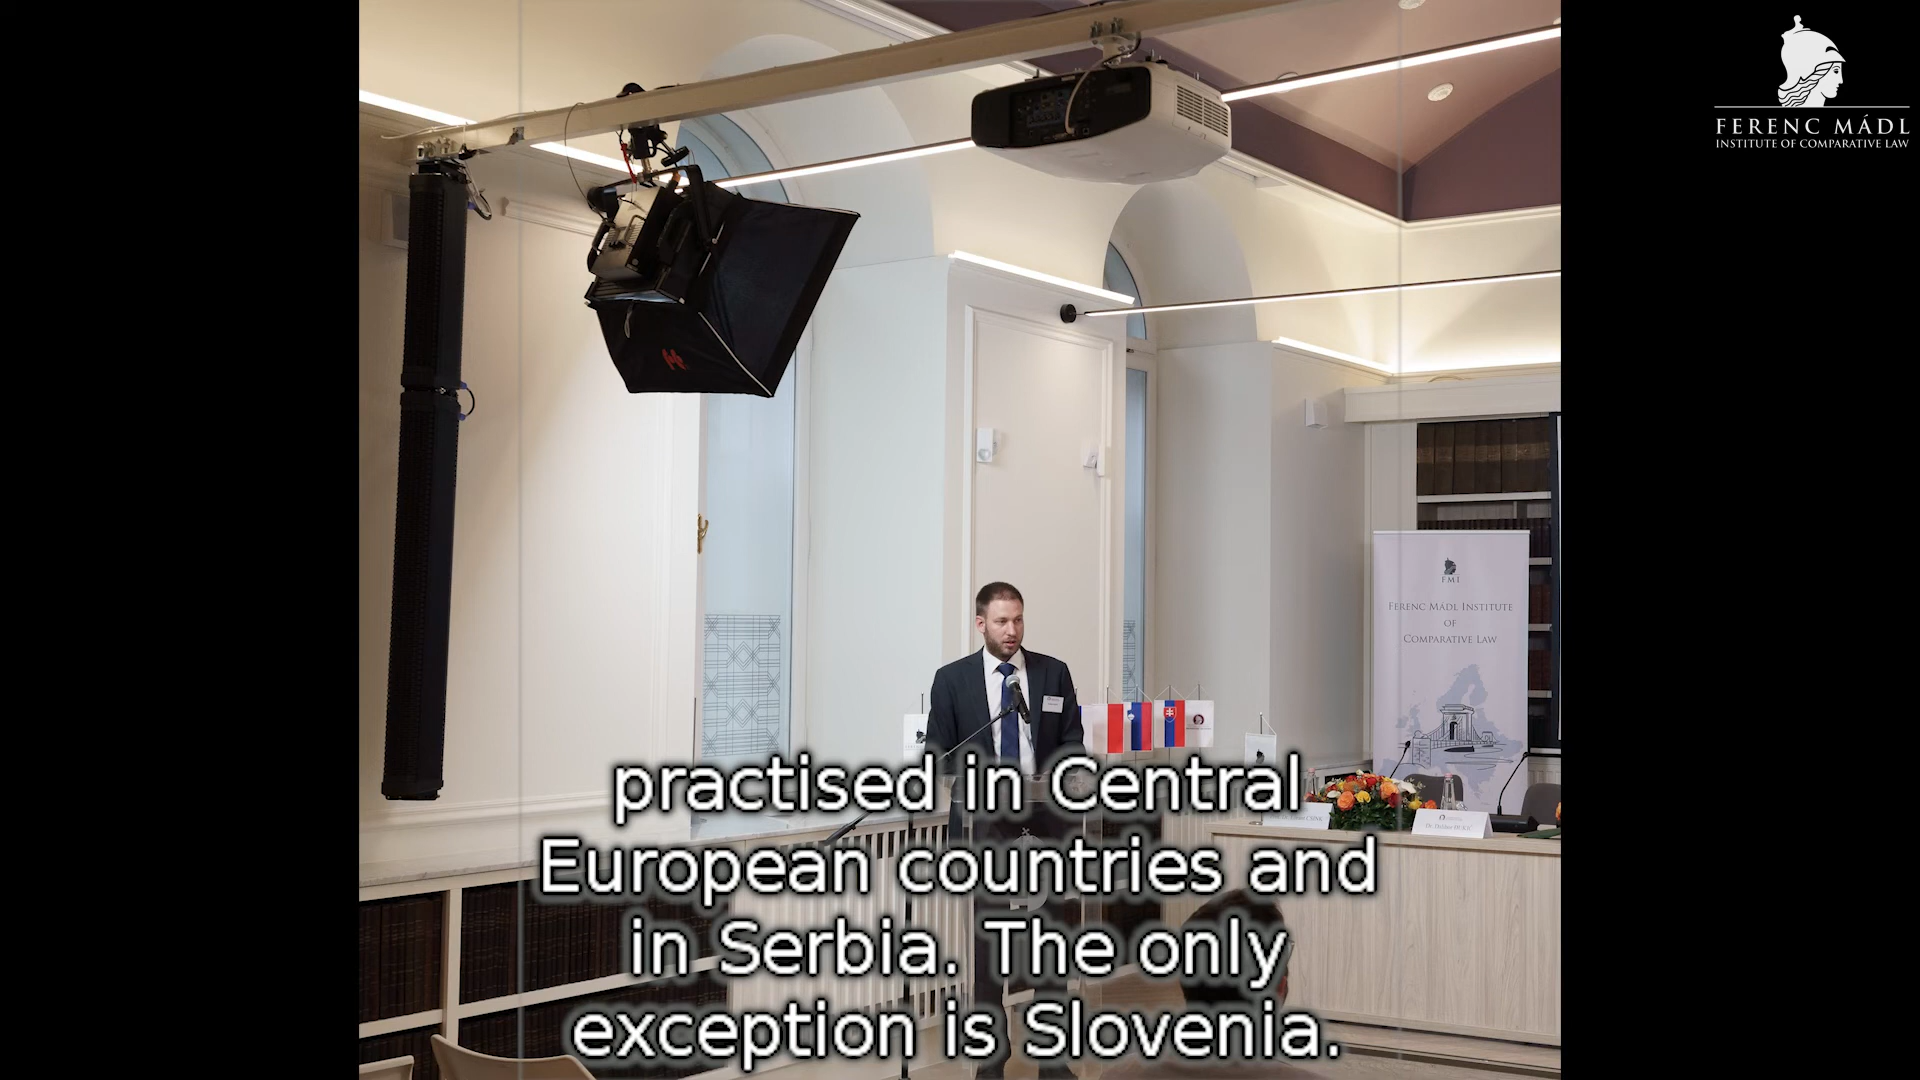 FERENC MÁDL
INSTITUTE OF COMPARATIVE LAW
FMI
FERENC MÁDL INSTITUTE
OF
COMPARATIVE LAW
practised in Central
European countries and
in Serbia. The only
exception is Slovenia.